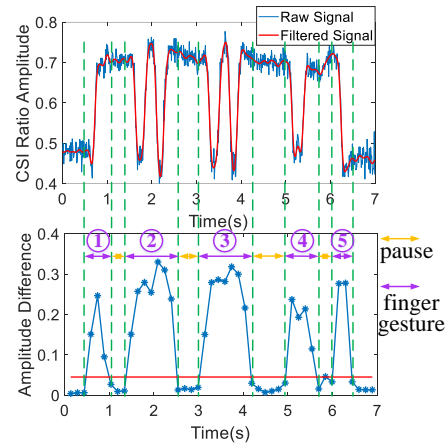 0.8
0.7
0.6
0.5
0.4
CSI Ratio Amplitude
Raw Signal
Filtered Signal
0 1 2 3 4 5 6 7
Time(s)
① ② ③ ④ ⑤
0.4
0.3
0.2
0.1
0
Amplitude Difference
pause
finger
gesture
0 1 2 3 4 5 6 7
Time(s)